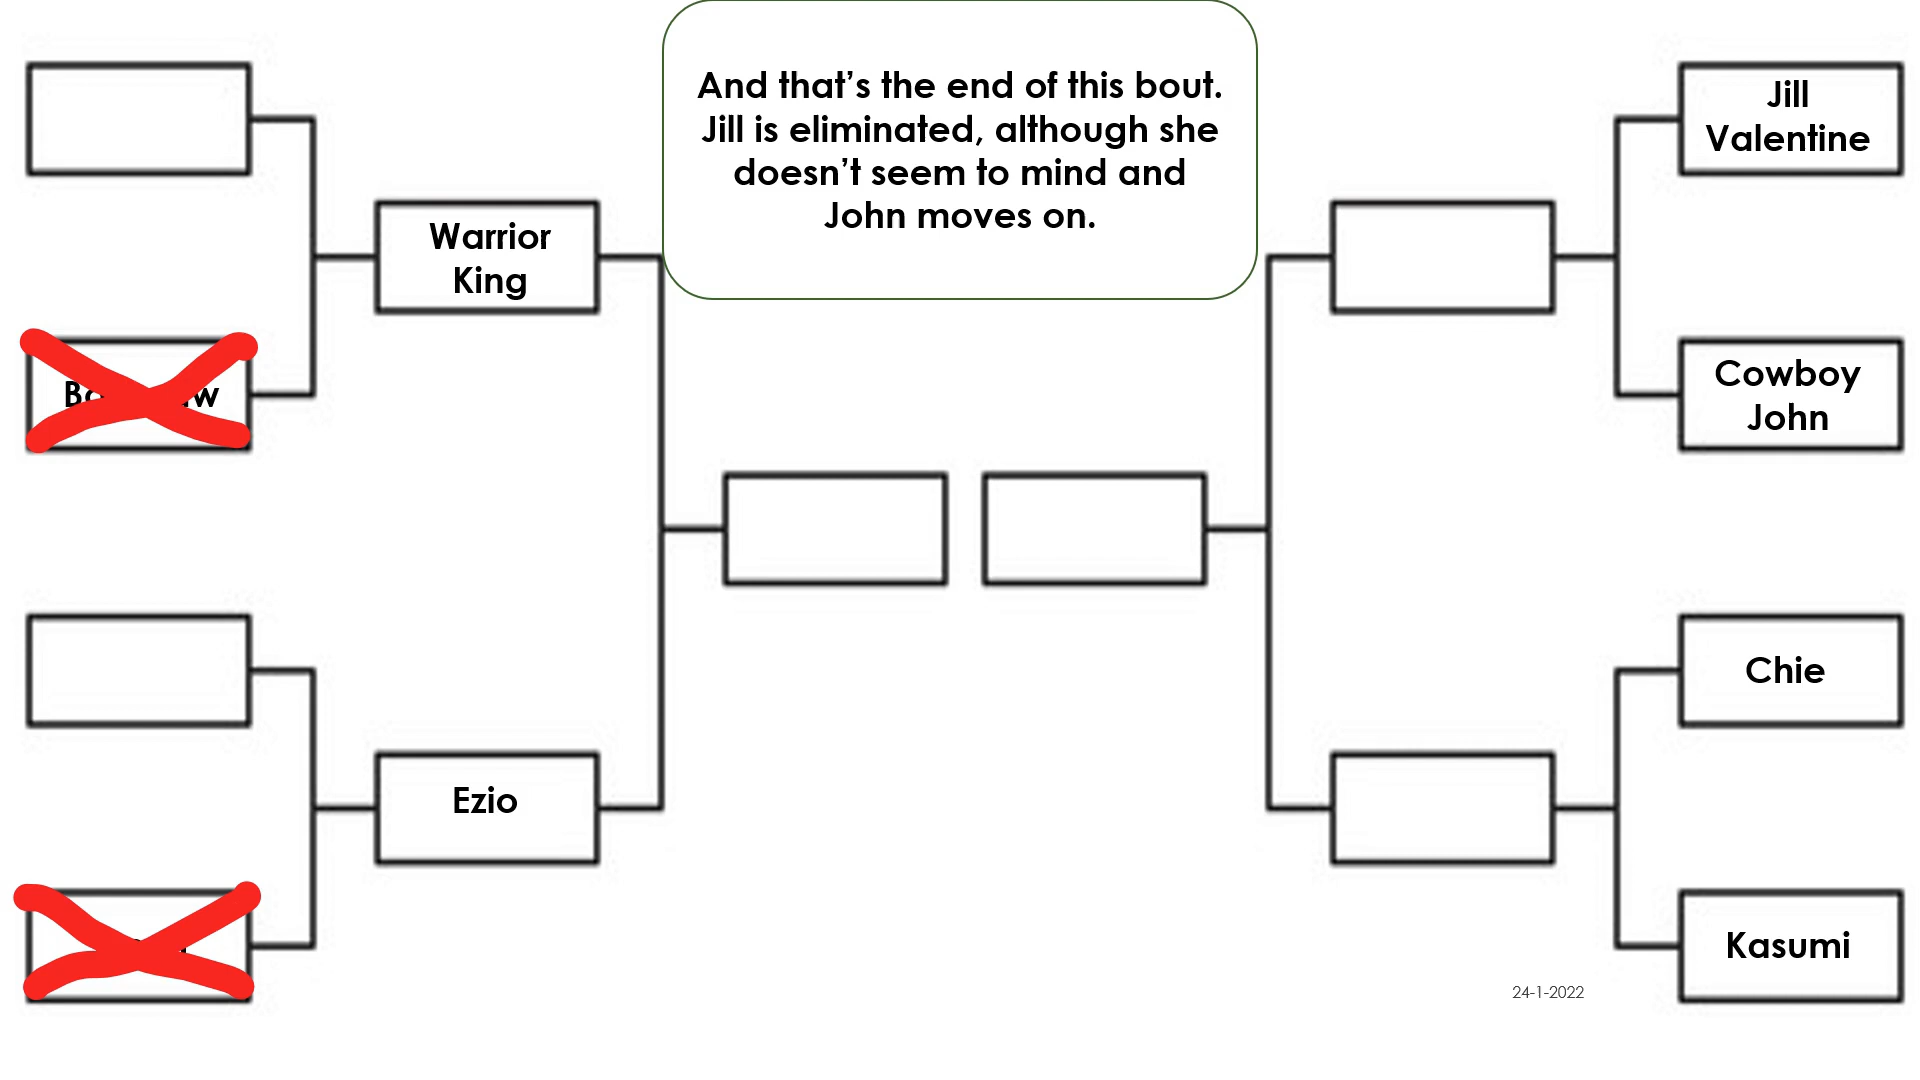 And that’s the end of this bout.
Jill is eliminated, although she
doesn’t seem to mind and
John moves on.
Warrior
King
Ezio
Jill
Valentine
Cowboy
John
Chie
Kasumi
24-1-2022